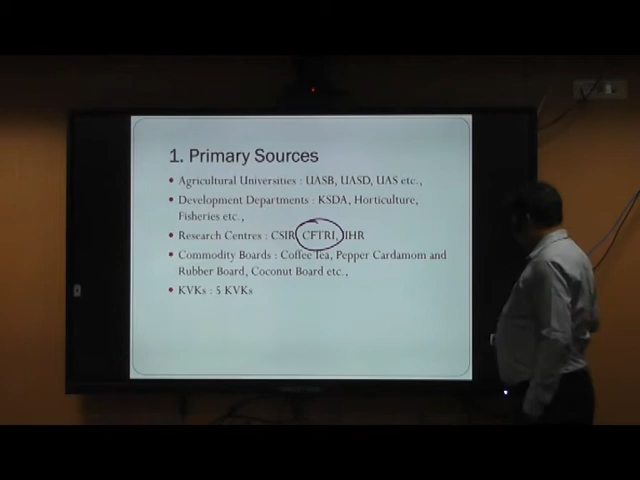 1. Primary Sources
• Agricultural Universities : UASB, UASD, UAS etc.,
• Development Departments : KSDA, Horticulture,
Fisheries etc.,
• Research Centres : CSIR, CFTRI, IIHR
• Commodity Boards : Coffee Tea, Pepper Cardamom and
Rubber Board, Coconut Board etc.,
• KVKs : 5 KVKs